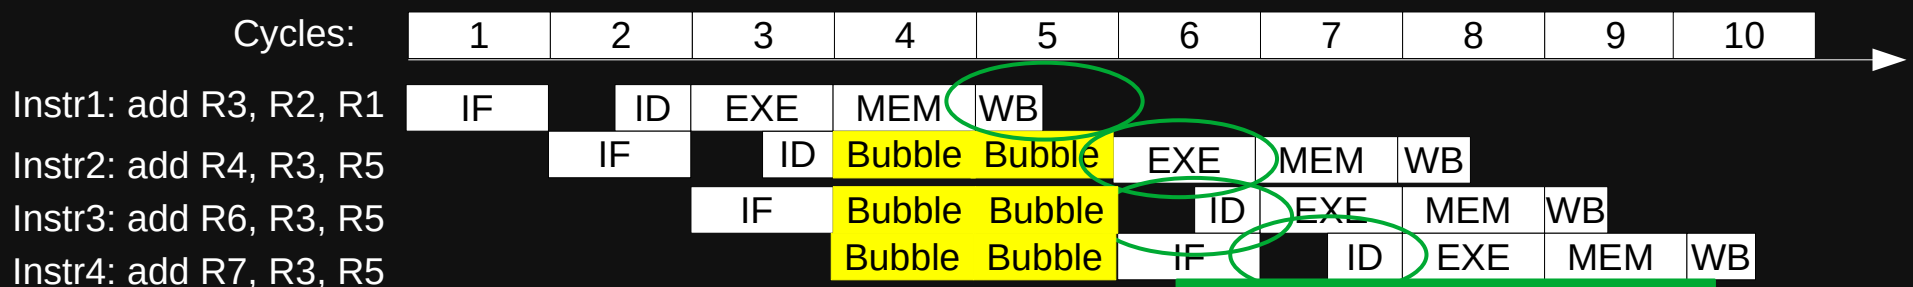 Cycles: 1 2 3 4 5 6 7 8 9 10
Instr1: add R3, R2, R1 IF ID EXE MEM WB
Instr2: add R4, R3, R5 IF ID Bubble Bubble EXE MEM WB
Instr3: add R6, R3, R5 IF Bubble Bubble ID EXE MEM WB
Instr4: add R7, R3, R5 Bubble Bubble IF ID EXE MEM WB